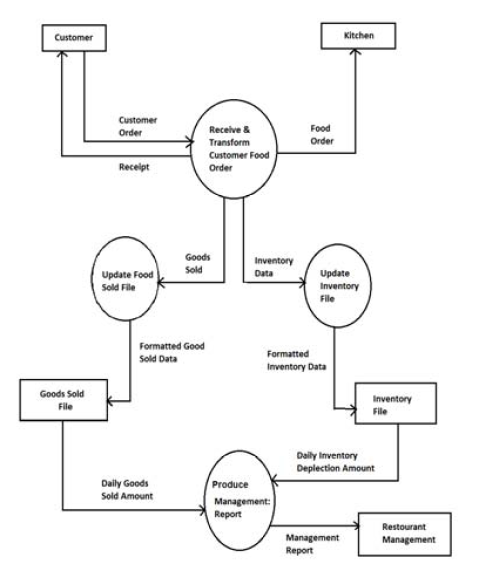 Customer
Kitchen
Customer
Order
Receive &
Transform
Customer Food
Order
Food
Order
Receipt
Goods
Sold
Inventory
Data
Update Food
Sold File
Update
Inventory
File
Formatted Good
Sold Data
Formatted
Inventory Data
Goods Sold
File
Inventory
File
Daily Inventory
Deplection Amount
Daily Goods
Sold Amount
Produce
Management:
Report
Management
Report
Restourant
Management